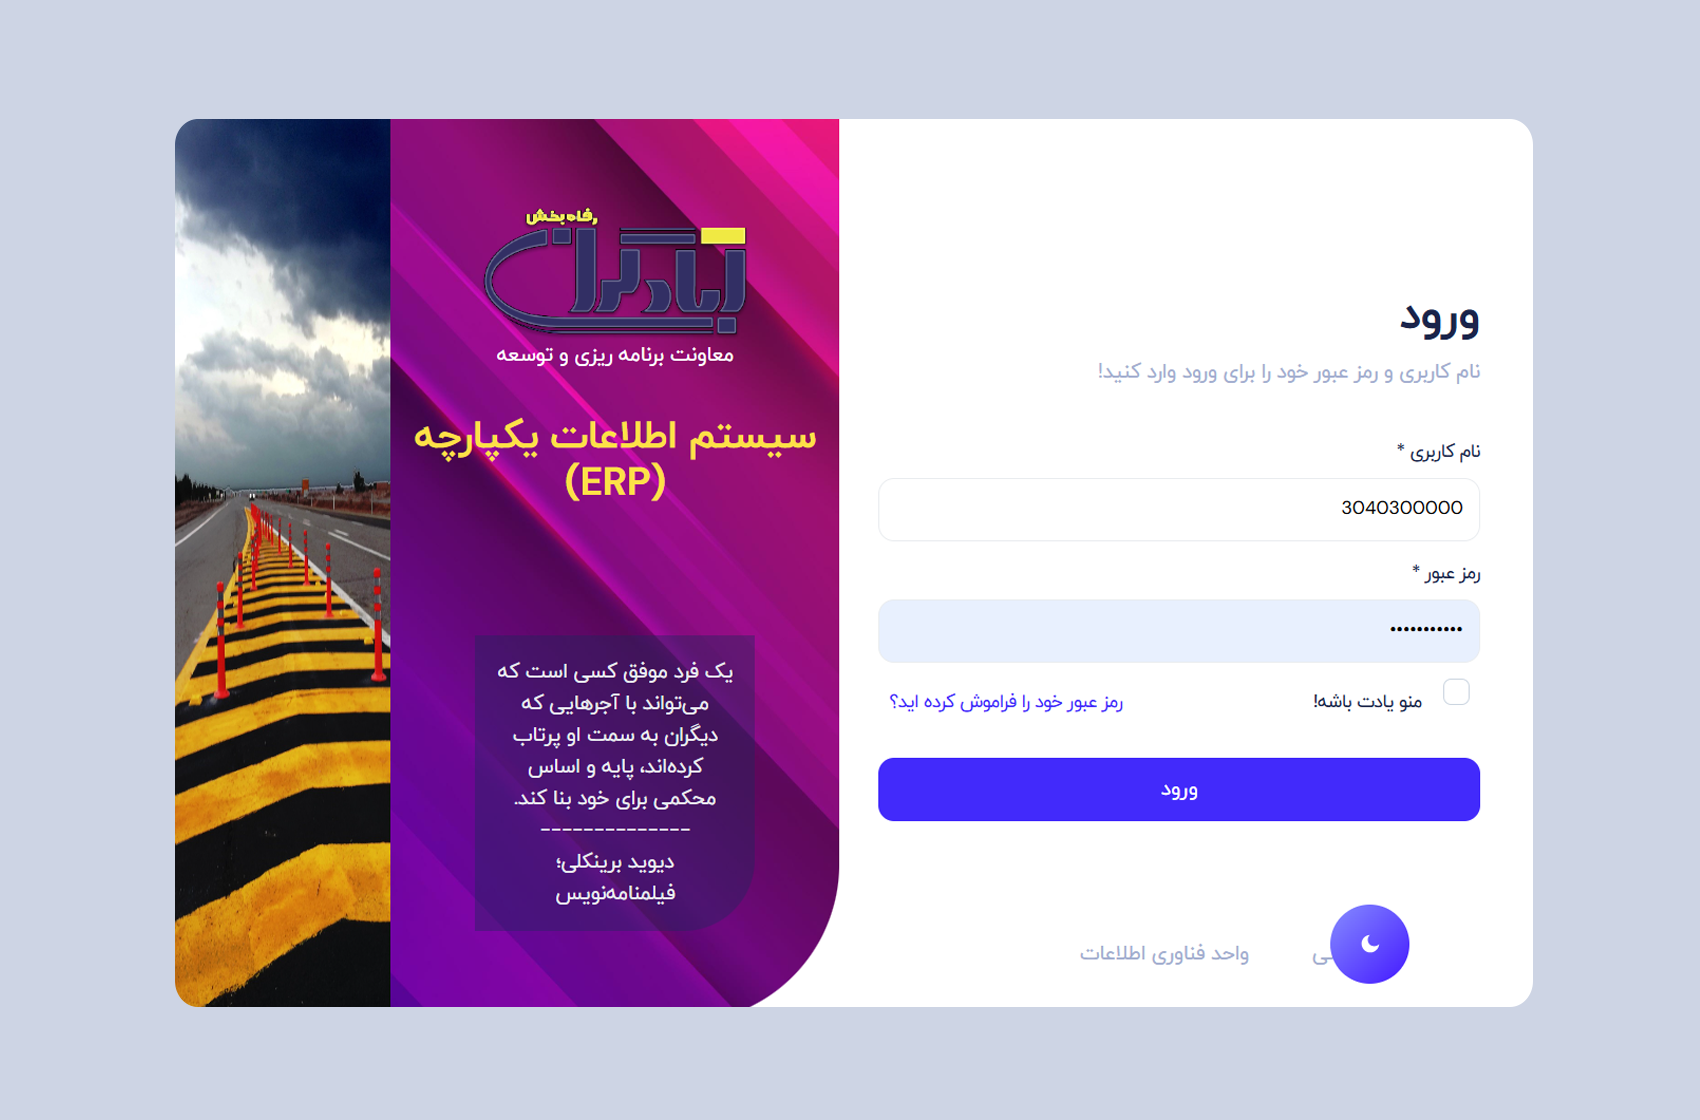 ورود
نام کاربری و رمز عبور خود را برای ورود وارد کنید!
نام کاربری *
3040300000
رمز عبور *
•••••••••••
منو یادت باشه!
رمز عبور خود را فراموش کرده اید؟
ورود
واحد فناوری اطلاعات
رفاه بخش
آبادگران
معاونت برنامه ریزی و توسعه
سیستم اطلاعات یکپارچه
(ERP)
یک فرد موفق کسی است که
می‌تواند با آجرهایی که
دیگران به سمت او پرتاب
کرده‌اند، پایه و اساس
محکمی برای خود بنا کند.
--------------
دیوید برینکلی؛
فیلمنامه‌نویس